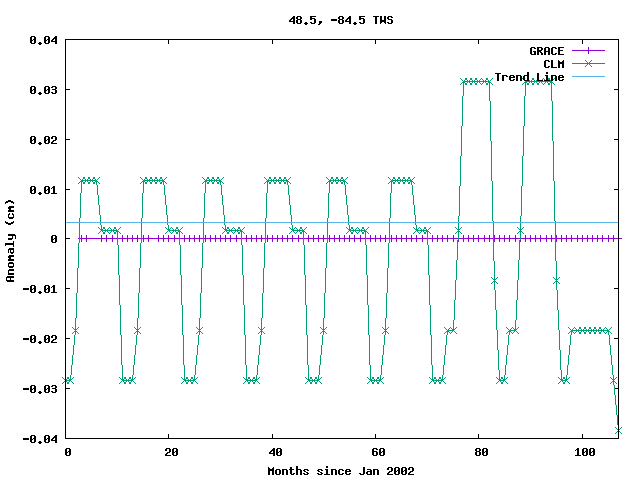 48.5, -84.5 TWS
0.04
GRACE
CLM
Trend Line
0.03
0.02
0.01
0
-0.01
-0.02
-0.03
-0.04
Anomaly (cm)
0 20 40 60 80 100
Months since Jan 2002